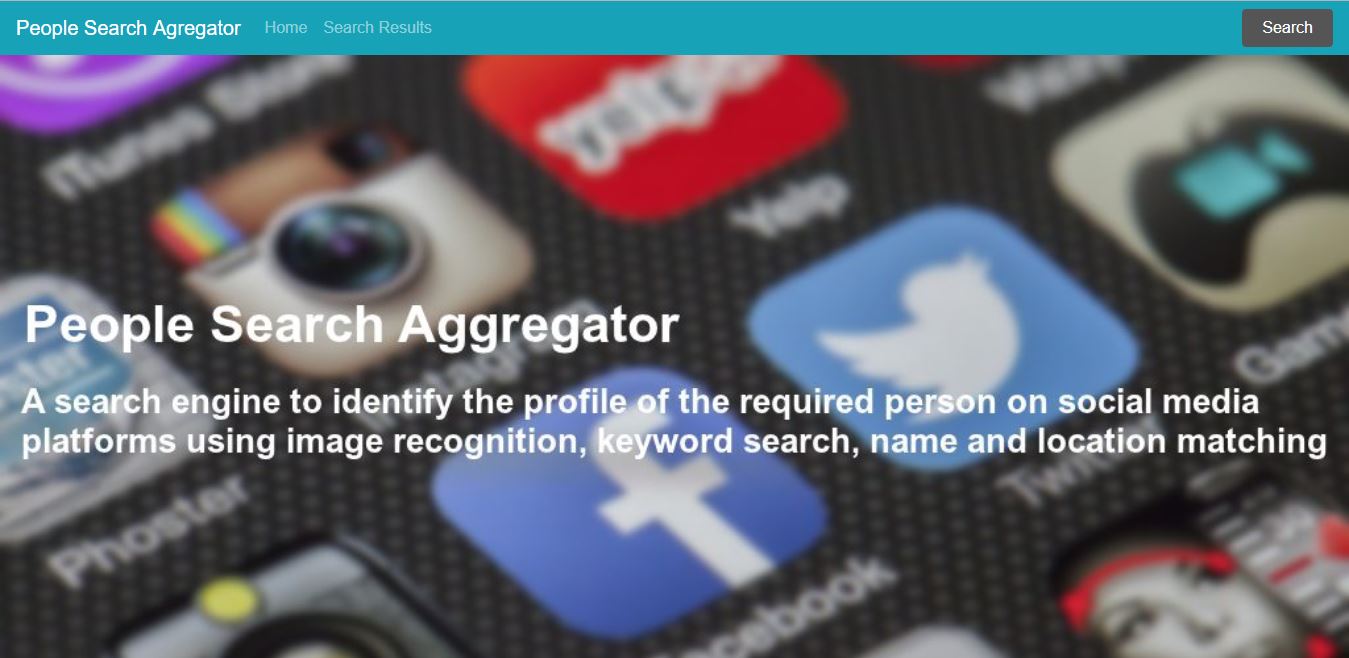 People Search Agregator
Home
Search Results
Search
iTunes Store
yelp
Yelp
Instagram
People Search Aggregator
A search engine to identify the profile of the required person on social media
platforms using image recognition, keyword search, name and location matching
Twitter
Phoster
Facebook